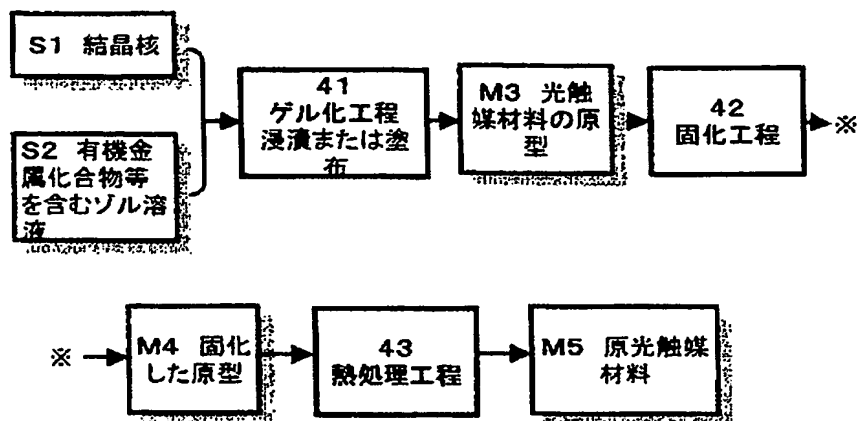 S1 結晶核
S2 有機金
属化合物等
を含むゾル溶
液
41
ゲル化工程
浸漬または塗
布
M3 光触
媒材料の原
型
42
固化工程
※
※
M4 固化
した原型
43
熱処理工程
M5 原光触媒
材料